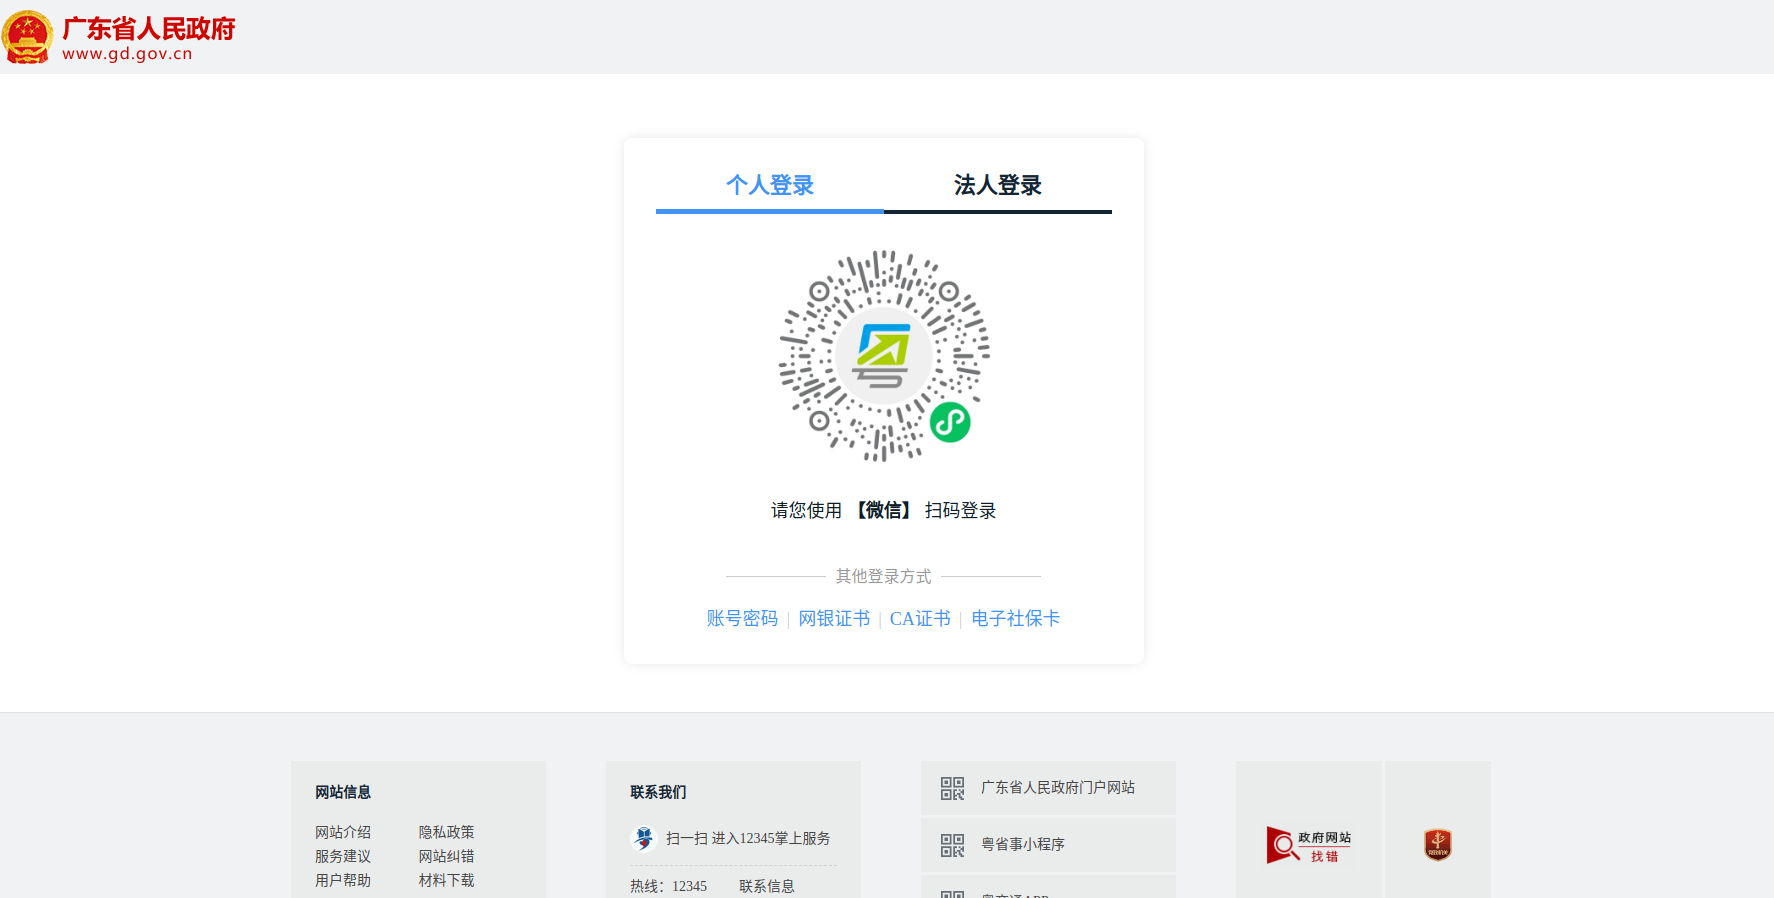 广东省人民政府
www.gd.gov.cn
个人登录 法人登录
请您使用 【微信】 扫码登录
其他登录方式
账号密码 | 网银证书 | CA证书 | 电子社保卡
网站信息
网站介绍 隐私政策
服务建议 网站纠错
用户帮助 材料下载
联系我们
扫一扫 进入12345掌上服务
热线：12345 联系信息
广东省人民政府门户网站
粤省事小程序
粤商通APP
政府网站
找错